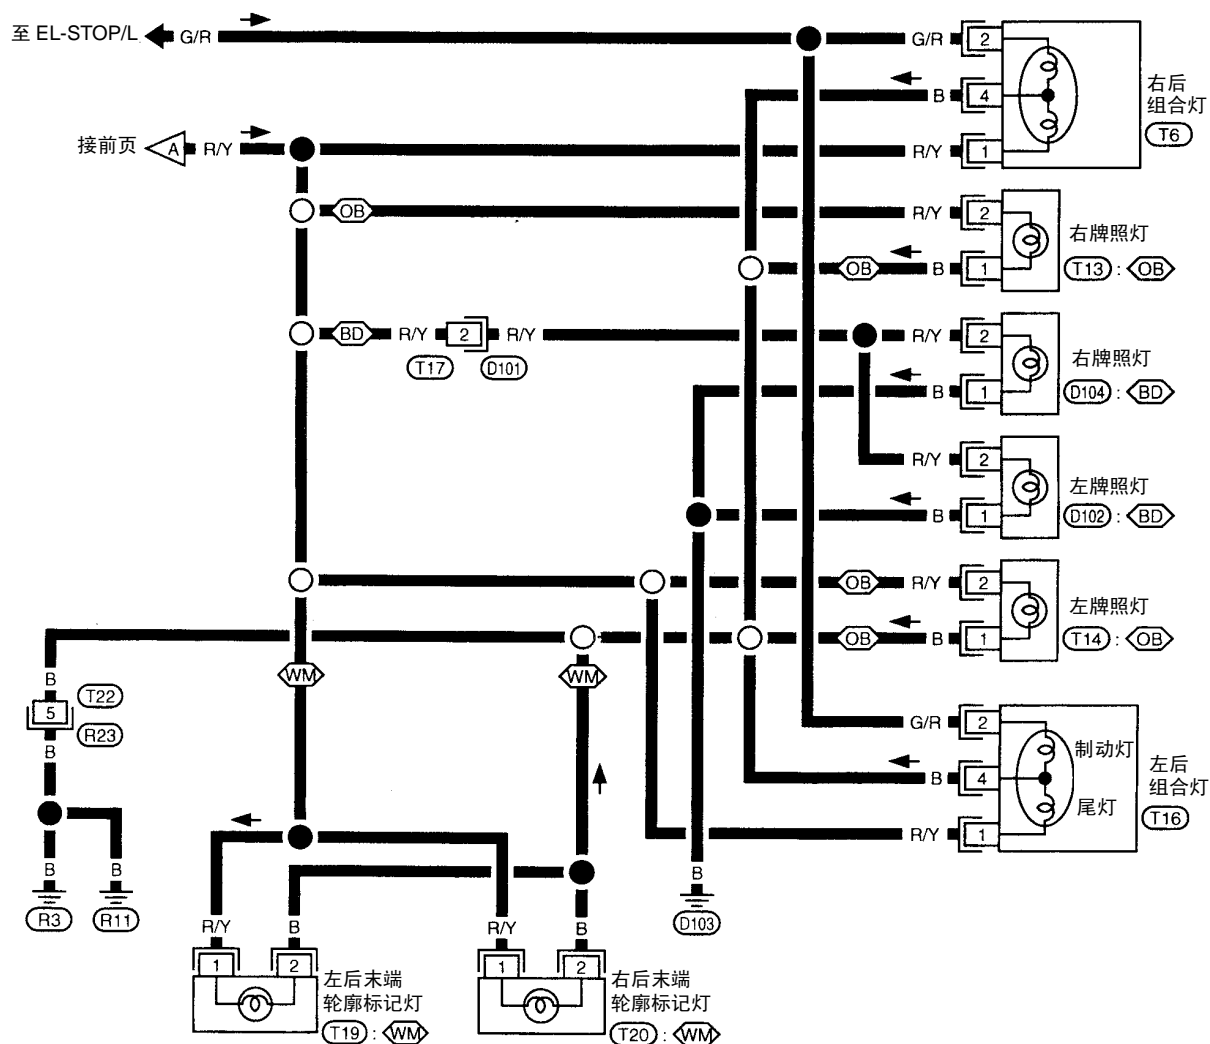 至 EL-STOP/L G/R G/R 2
B 4
右后
组合灯
T6
接前页 A R/Y R/Y 1
OB R/Y 2
右牌照灯
OB B 1 T13 : OB
BD R/Y 2 R/Y R/Y 2
T17 D101
右牌照灯
B 1 D104 : BD
R/Y 2
左牌照灯
B 1 D102 : BD
OB R/Y 2
左牌照灯
OB B 1 T14 : OB
WM WM
B
T22
5
R23
B
G/R 2
制动灯
左后
组合灯
B 4
尾灯
T16
R/Y 1
B B B
R3 R11 D103
R/Y B R/Y B
1 2 1 2
左后末端
轮廓标记灯
T19 : WM
右后末端
轮廓标记灯
T20 : WM